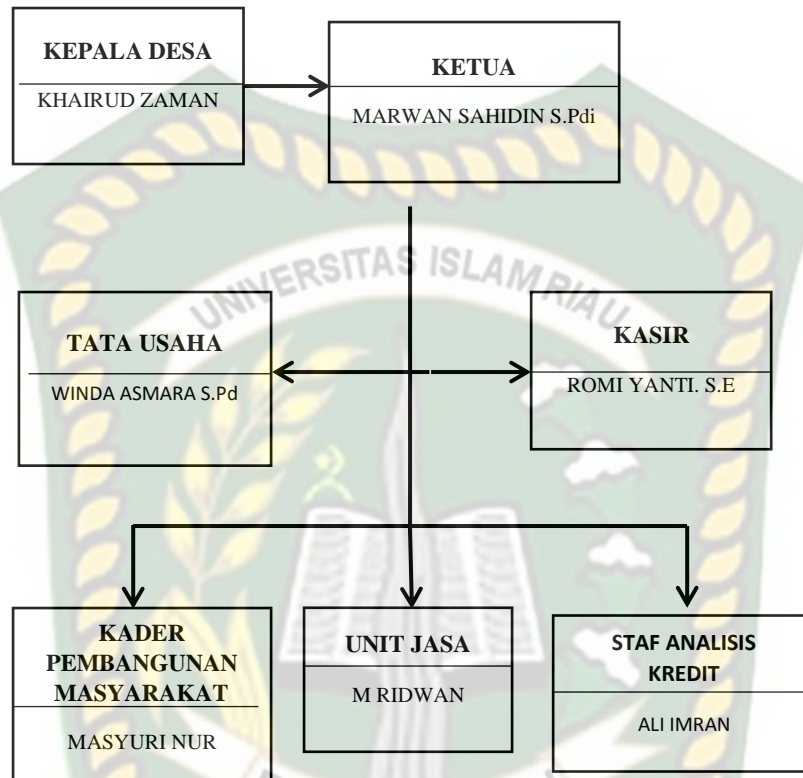 KEPALA DESA
KHAIRUD ZAMAN
KETUA
MARWAN SAHIDIN S.Pdi
UNIVERSITAS ISLAM RIAU
TATA USAHA
WINDA ASMARA S.Pd
KASIR
ROMI YANTI. S.E
KADER
PEMBANGUNAN
MASYARAKAT
MASYURI NUR
UNIT JASA
M RIDWAN
STAF ANALISIS
KREDIT
ALI IMRAN